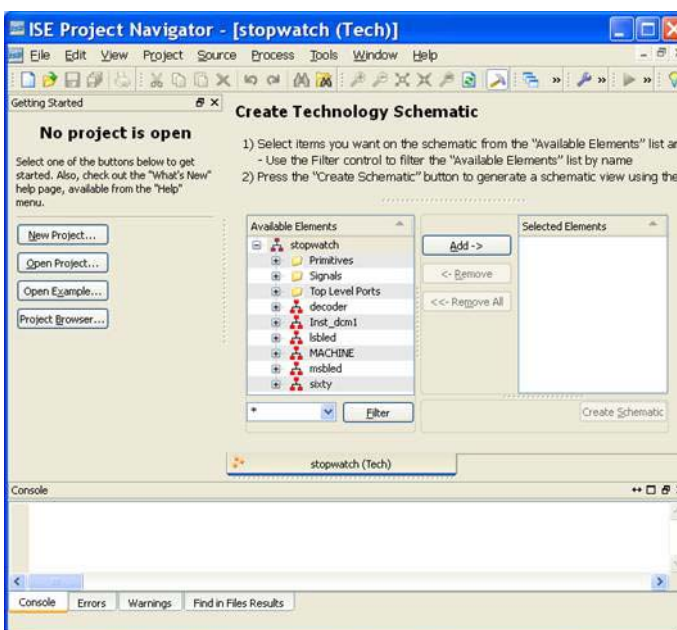 ISE Project Navigator - [stopwatch (Tech)]
File Edit View Project Source Process Tools Window Help
Getting Started
No project is open
Select one of the buttons below to get
started. Also, check out the "What's New"
help page, available from the "Help"
menu.
New Project...
Open Project...
Open Example...
Project Browser...
Create Technology Schematic
1) Select items you want on the schematic from the "Available Elements" list
- Use the Filter control to filter the "Available Elements" list by name
2) Press the "Create Schematic" button to generate a schematic view using the
Available Elements
stopwatch
Primitives
Signals
Top Level Ports
decoder
Inst_dcm1
lsbled
MACHINE
msbled
sixty
*
Filter
Add ->
<- Remove
<<- Remove All
Selected Elements
Create Schematic
stopwatch (Tech)
Console
Console Errors Warnings Find in Files Results